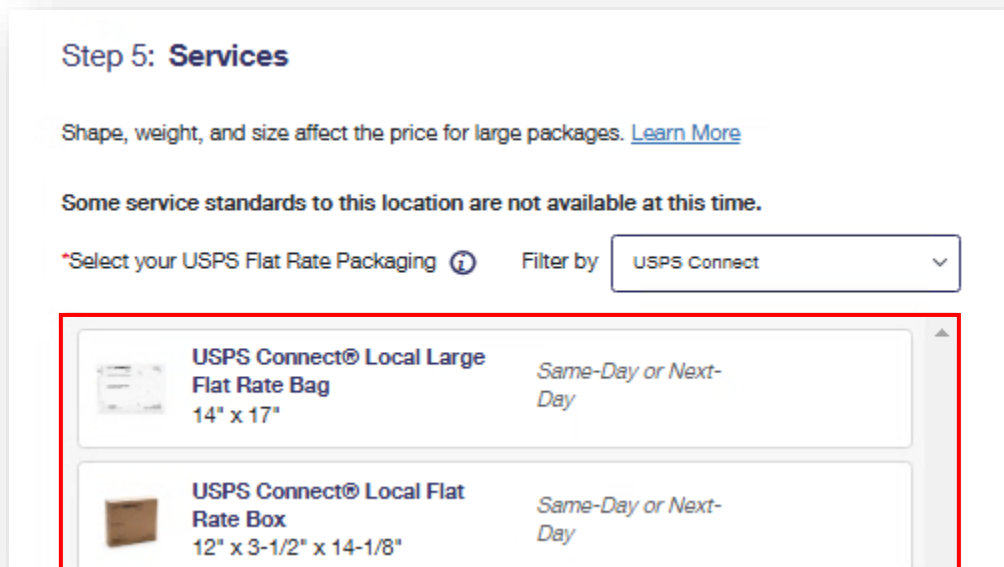 Step 5: Services
Shape, weight, and size affect the price for large packages. Learn More
Some service standards to this location are not available at this time.
*Select your USPS Flat Rate Packaging Filter by USPS Connect
USPS Connect® Local Large
Flat Rate Bag
14" x 17"
Same-Day or Next-
Day
USPS Connect® Local Flat
Rate Box
12" x 3-1/2" x 14-1/8"
Same-Day or Next-
Day